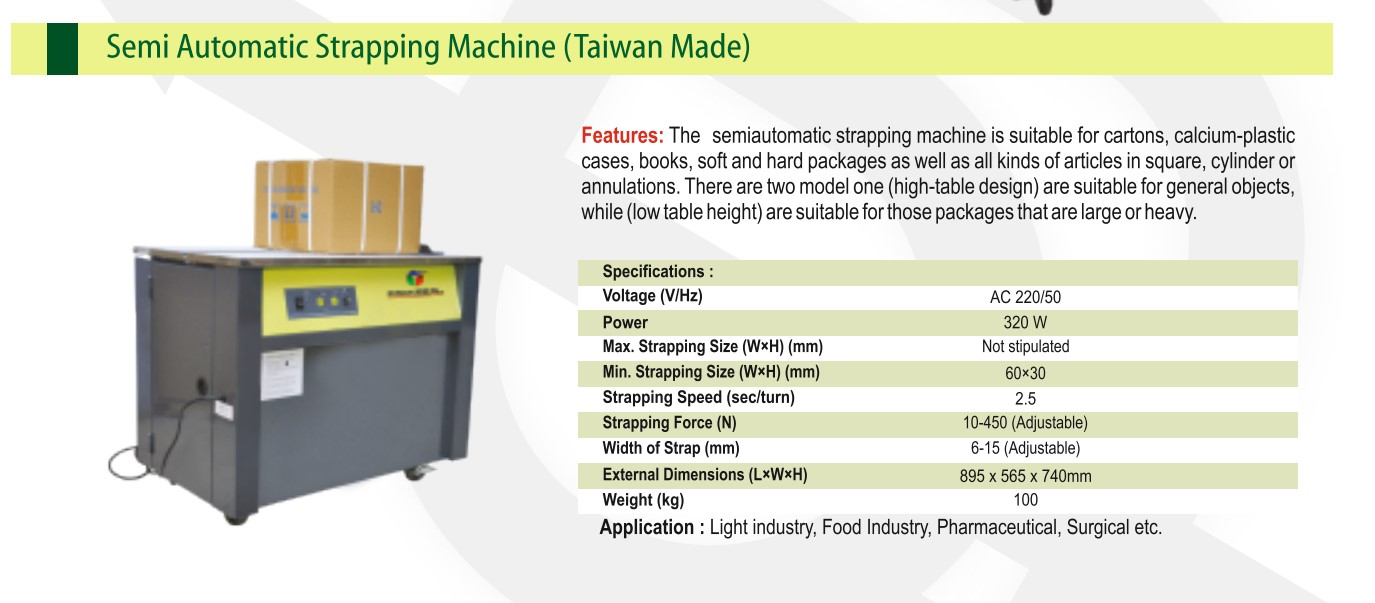 Semi Automatic Strapping Machine (Taiwan Made)
Features: The semiautomatic strapping machine is suitable for cartons, calcium-plastic
cases, books, soft and hard packages as well as all kinds of articles in square, cylinder or
annulations. There are two model one (high-table design) are suitable for general objects,
while (low table height) are suitable for those packages that are large or heavy.
Specifications :
Voltage (V/Hz) AC 220/50
Power 320 W
Max. Strapping Size (W×H) (mm) Not stipulated
Min. Strapping Size (W×H) (mm) 60×30
Strapping Speed (sec/turn) 2.5
Strapping Force (N) 10-450 (Adjustable)
Width of Strap (mm) 6-15 (Adjustable)
External Dimensions (L×W×H) 895 x 565 x 740mm
Weight (kg) 100
Application : Light industry, Food Industry, Pharmaceutical, Surgical etc.